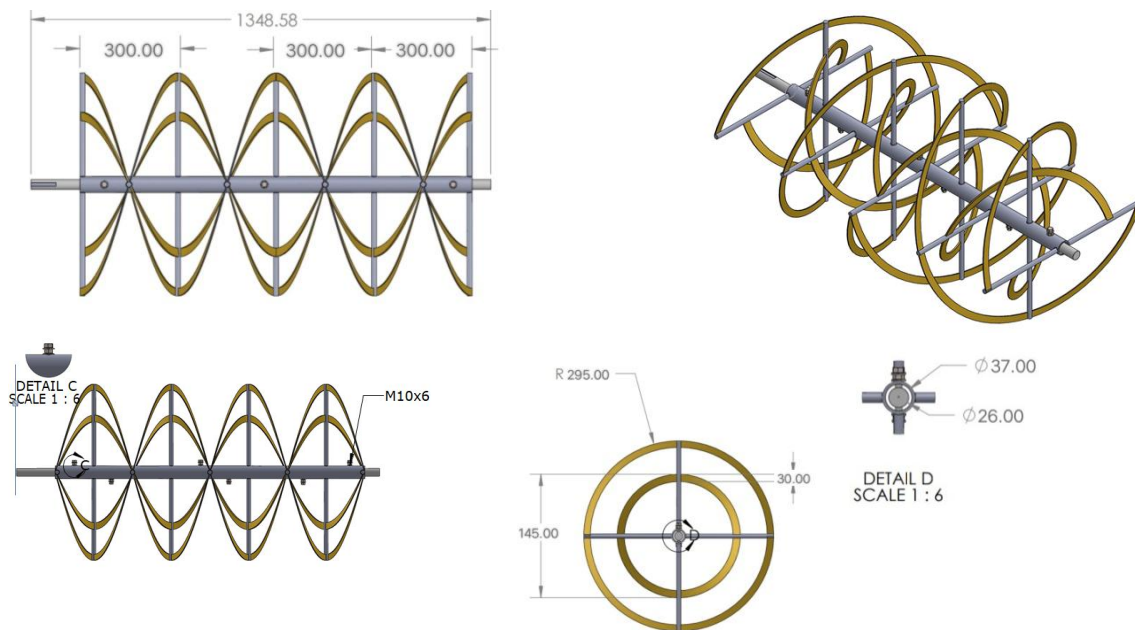 1348.58
300.00
300.00
300.00
DETAIL C
SCALE 1 : 6
C
M10x6
R 295.00
30.00
145.00
D
Ø37.00
Ø26.00
DETAIL D
SCALE 1 : 6